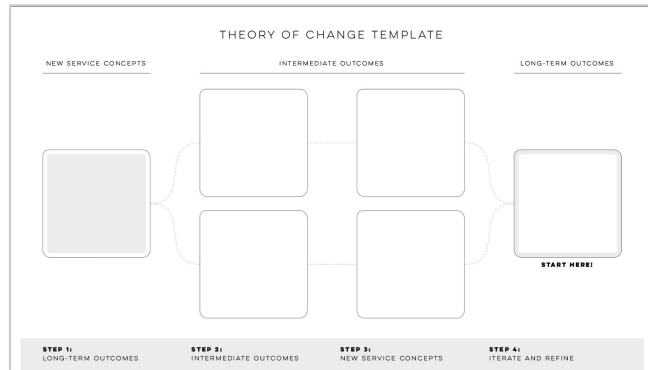 THEORY OF CHANGE TEMPLATE
NEW SERVICE CONCEPTS
INTERMEDIATE OUTCOMES
LONG-TERM OUTCOMES
START HERE!
STEP 1:
LONG-TERM OUTCOMES
STEP 2:
INTERMEDIATE OUTCOMES
STEP 3:
NEW SERVICE CONCEPTS
STEP 4:
ITERATE AND REFINE